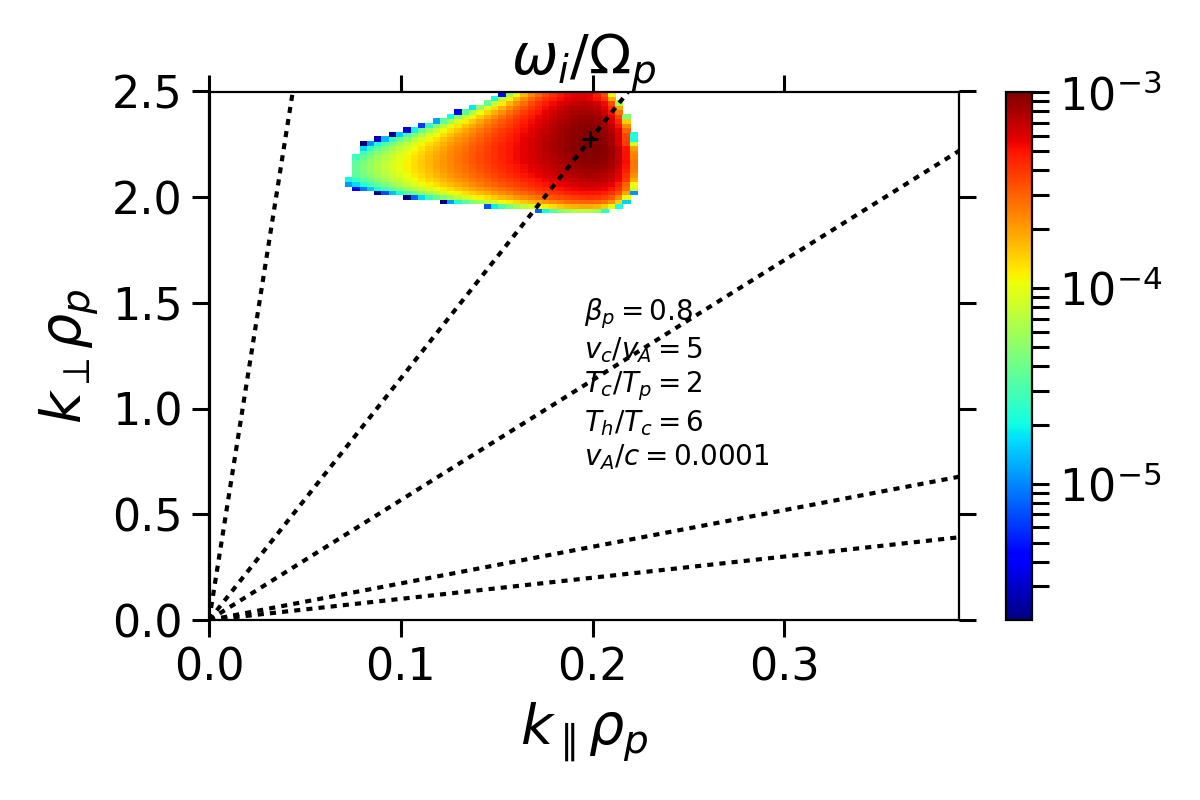 ω_i/Ω_p
2.5
2.0
1.5
1.0
0.5
0.0
k_⊥ρ_p
0.0 0.1 0.2 0.3
k_∥ρ_p
β_p = 0.8
v_c/v_A = 5
T_c/T_p = 2
T_h/T_c = 6
v_A/c = 0.0001
10^{-3}
10^{-4}
10^{-5}